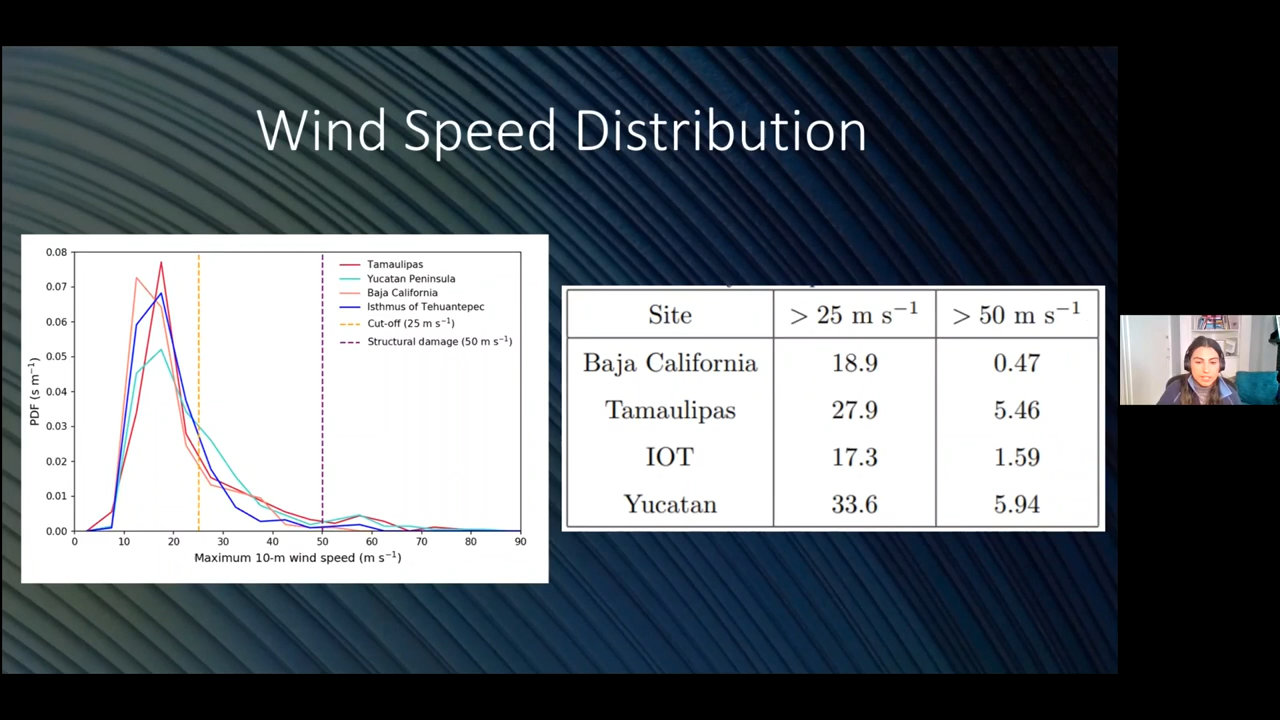 Wind Speed Distribution
0.08
0.07
0.06
0.05
0.04
0.03
0.02
0.01
0.00
PDF (s m⁻¹)
0 10 20 30 40 50 60 70 80 90
Maximum 10-m wind speed (m s⁻¹)
Tamaulipas
Yucatan Peninsula
Baja California
Isthmus of Tehuantepec
Cut-off (25 m s⁻¹)
Structural damage (50 m s⁻¹)
Site > 25 m s⁻¹ > 50 m s⁻¹
Baja California 18.9 0.47
Tamaulipas 27.9 5.46
IOT 17.3 1.59
Yucatan 33.6 5.94